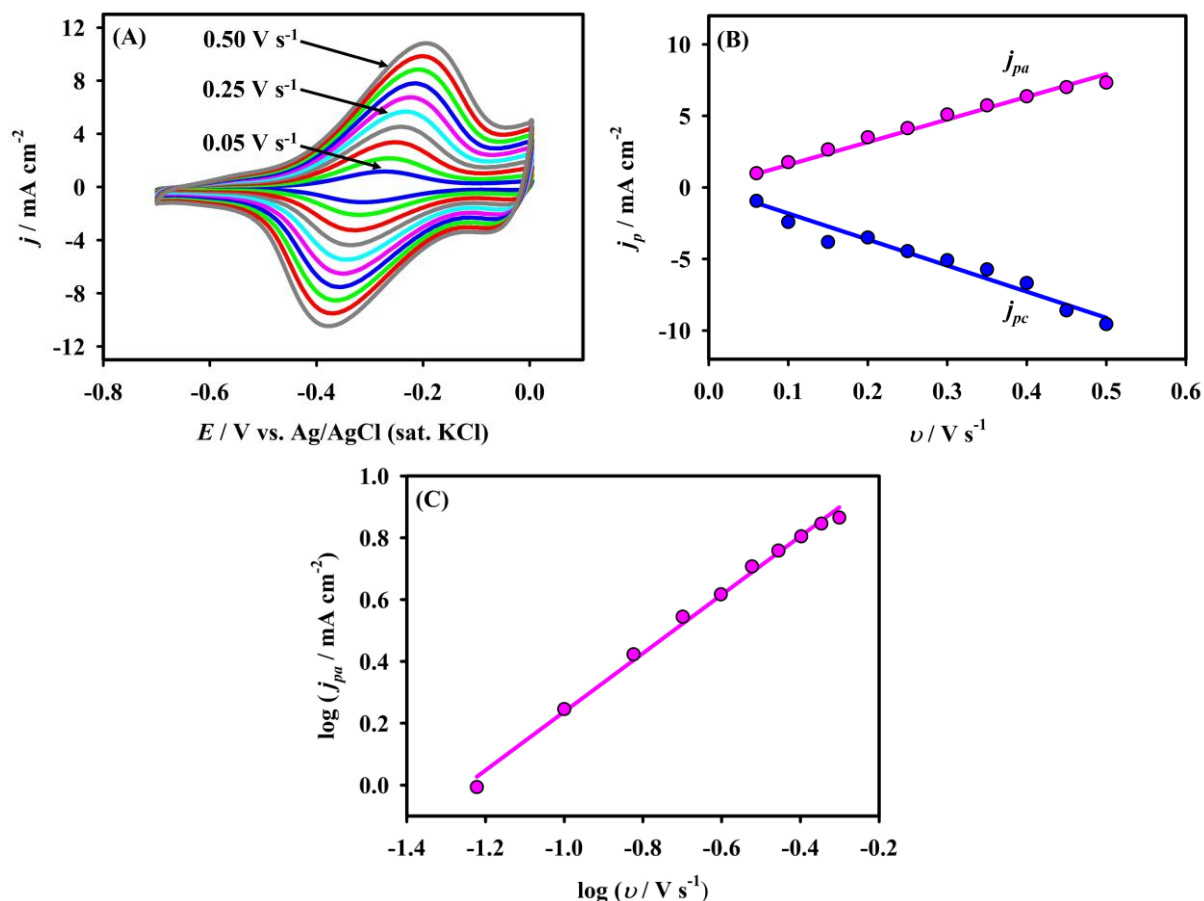 (A)
0.50 V s⁻¹
0.25 V s⁻¹
0.05 V s⁻¹
12
8
4
0
-4
-8
-12
j / mA cm⁻²
-0.8
-0.6
-0.4
-0.2
0.0
E / V vs. Ag/AgCl (sat. KCl)
(B)
j_pa
j_pc
10
5
0
-5
-10
j_p / mA cm⁻²
0.0
0.1
0.2
0.3
0.4
0.5
0.6
υ / V s⁻¹
(C)
1.0
0.8
0.6
0.4
0.2
0.0
log (j_pa / mA cm⁻²)
-1.4
-1.2
-1.0
-0.8
-0.6
-0.4
-0.2
log (υ / V s⁻¹)